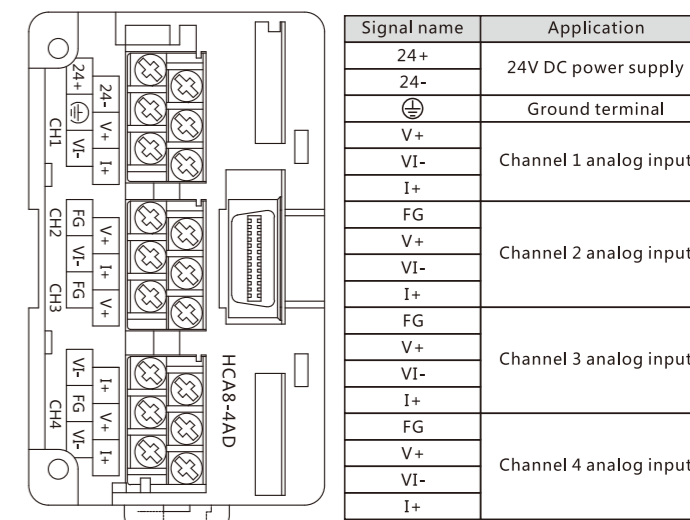 24+
24-
V+
VI-
I+
CH1
FG
V+
CH2
VI-
I+
FG
V+
CH3
VI-
I+
FG
V+
CH4
VI-
I+
HCA8-4AD
Signal name Application
24+
24V DC power supply
24-
Ground terminal
V+
VI- Channel 1 analog input
I+
FG
V+
Channel 2 analog input
VI-
I+
FG
V+
Channel 3 analog input
VI-
I+
FG
V+
Channel 4 analog input
VI-
I+